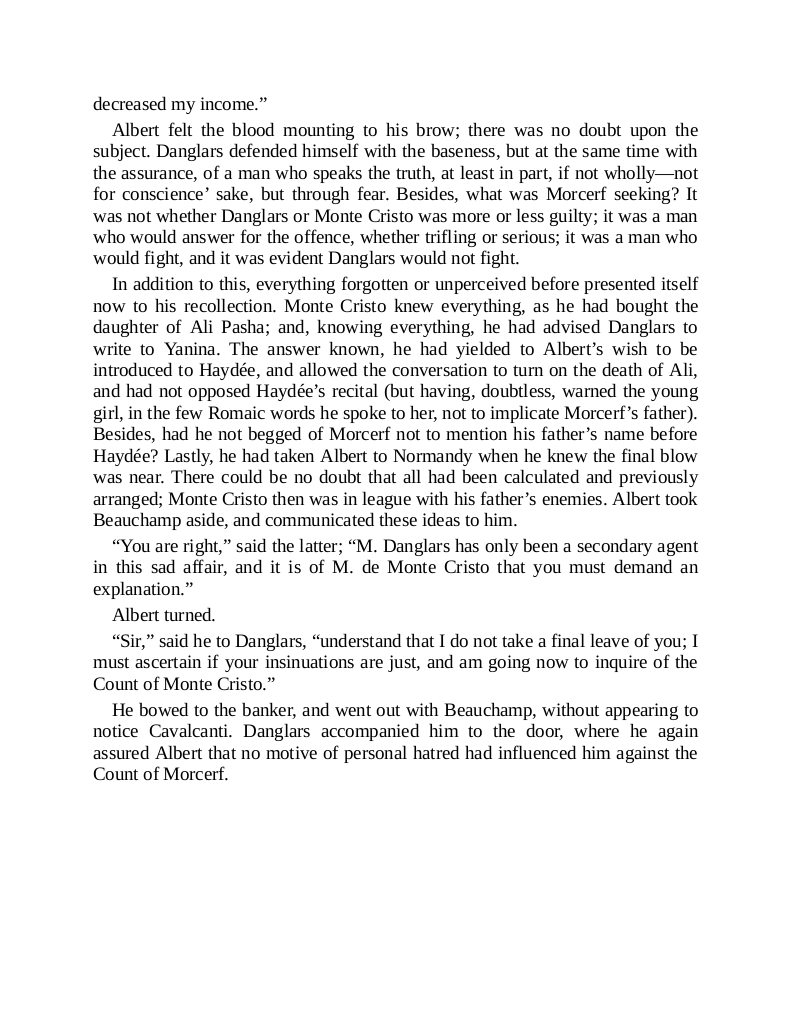 decreased my income.”
Albert felt the blood mounting to his brow; there was no doubt upon the
subject. Danglars defended himself with the baseness, but at the same time with
the assurance, of a man who speaks the truth, at least in part, if not wholly—not
for conscience’ sake, but through fear. Besides, what was Morcerf seeking? It
was not whether Danglars or Monte Cristo was more or less guilty; it was a man
who would answer for the offence, whether trifling or serious; it was a man who
would fight, and it was evident Danglars would not fight.
In addition to this, everything forgotten or unperceived before presented itself
now to his recollection. Monte Cristo knew everything, as he had bought the
daughter of Ali Pasha; and, knowing everything, he had advised Danglars to
write to Yanina. The answer known, he had yielded to Albert’s wish to be
introduced to Haydée, and allowed the conversation to turn on the death of Ali,
and had not opposed Haydée’s recital (but having, doubtless, warned the young
girl, in the few Romaic words he spoke to her, not to implicate Morcerf’s father).
Besides, had he not begged of Morcerf not to mention his father’s name before
Haydée? Lastly, he had taken Albert to Normandy when he knew the final blow
was near. There could be no doubt that all had been calculated and previously
arranged; Monte Cristo then was in league with his father’s enemies. Albert took
Beauchamp aside, and communicated these ideas to him.
“You are right,” said the latter; “M. Danglars has only been a secondary agent
in this sad affair, and it is of M. de Monte Cristo that you must demand an
explanation.”
Albert turned.
“Sir,” said he to Danglars, “understand that I do not take a final leave of you; I
must ascertain if your insinuations are just, and am going now to inquire of the
Count of Monte Cristo.”
He bowed to the banker, and went out with Beauchamp, without appearing to
notice Cavalcanti. Danglars accompanied him to the door, where he again
assured Albert that no motive of personal hatred had influenced him against the
Count of Morcerf.